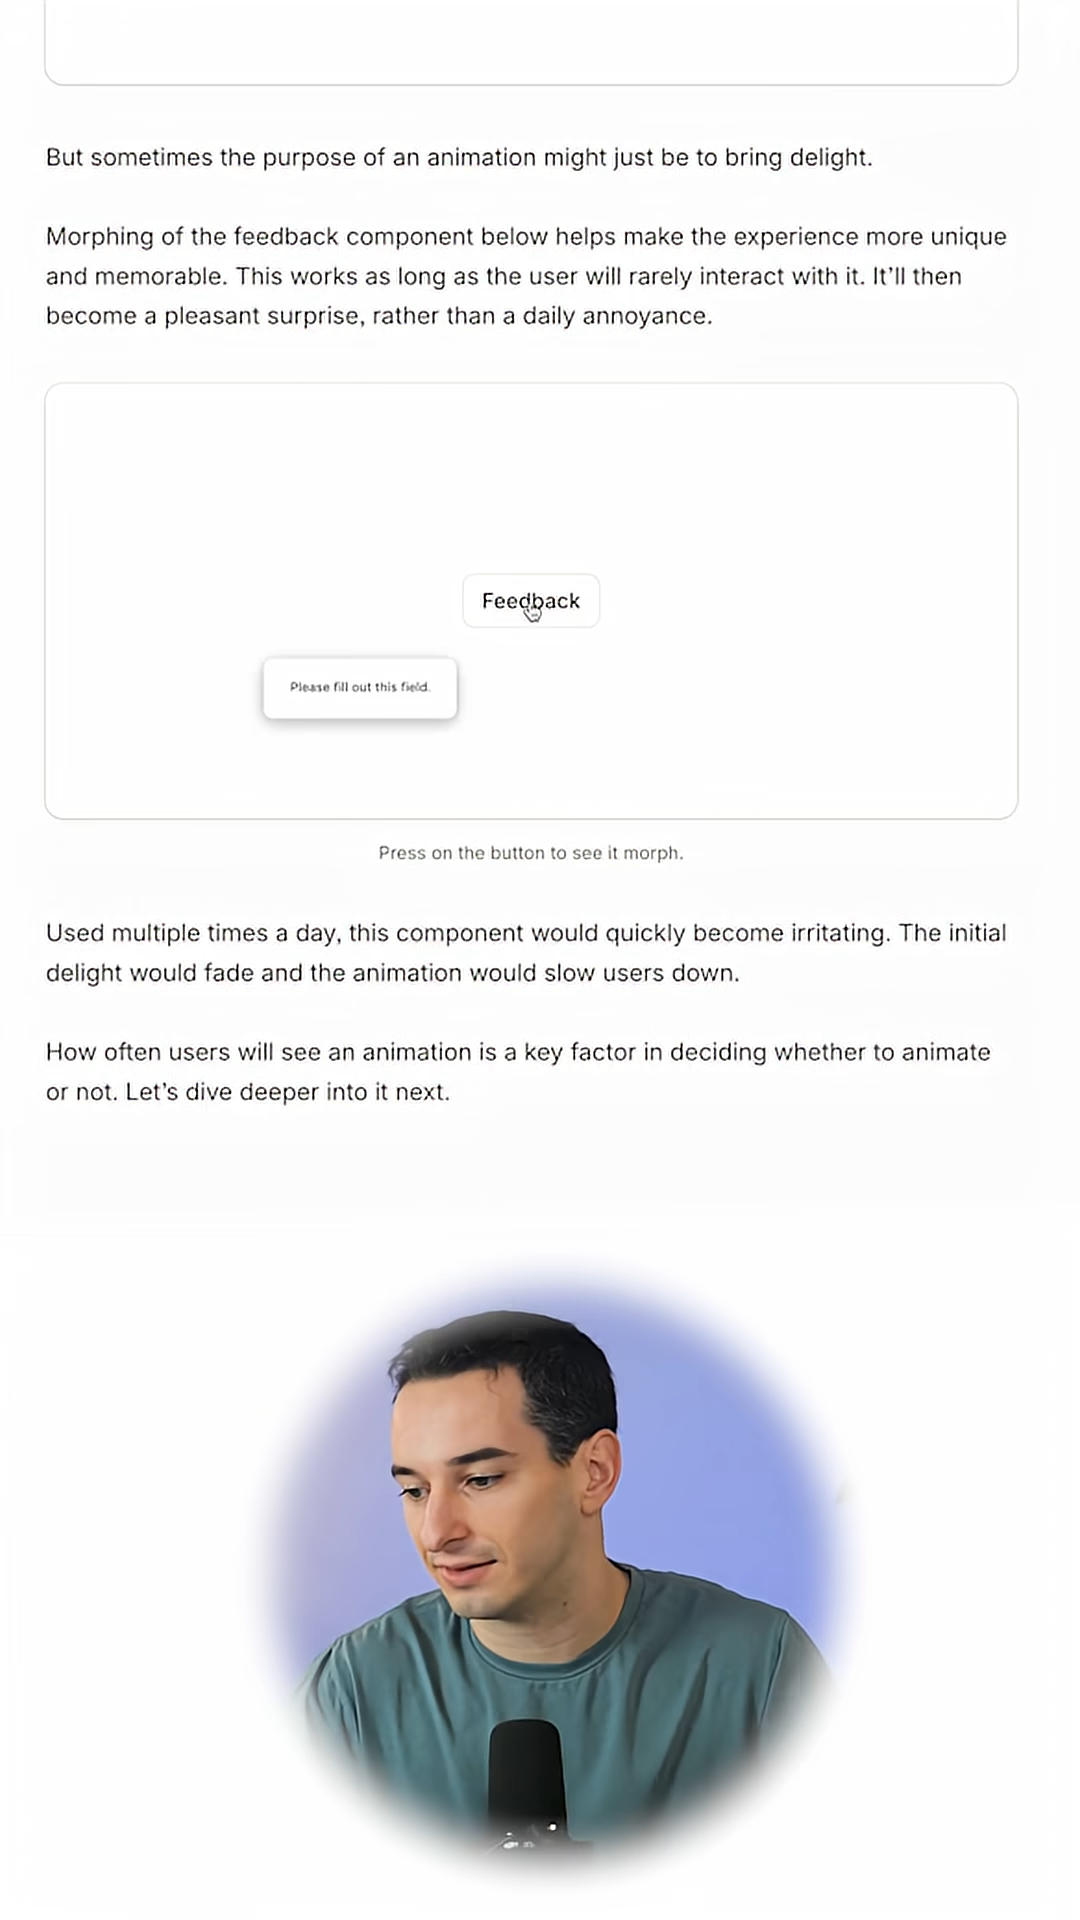 But sometimes the purpose of an animation might just be to bring delight.
Morphing of the feedback component below helps make the experience more unique
and memorable. This works as long as the user will rarely interact with it. It’ll then
become a pleasant surprise, rather than a daily annoyance.
Feedback
Please fill out this field.
Press on the button to see it morph.
Used multiple times a day, this component would quickly become irritating. The initial
delight would fade and the animation would slow users down.
How often users will see an animation is a key factor in deciding whether to animate
or not. Let’s dive deeper into it next.